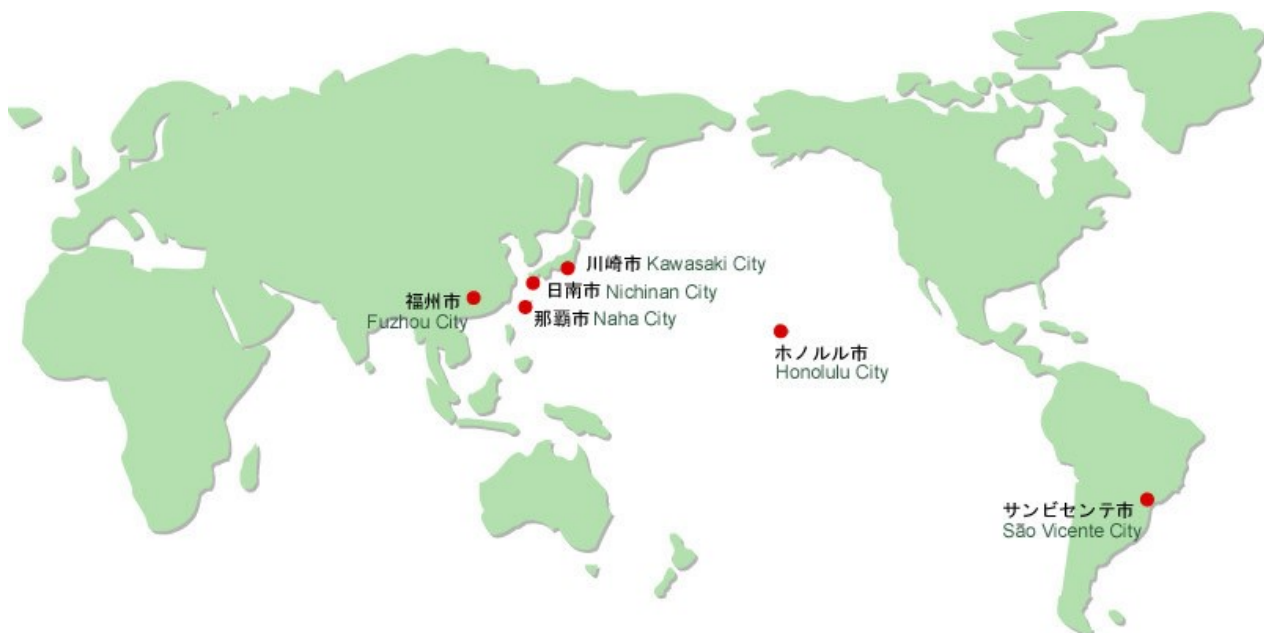 川崎市 Kawasaki City
日南市 Nichinan City
福州市
Fuzhou City
那覇市 Naha City
ホノルル市
Honolulu City
サンビセンテ市
São Vicente City